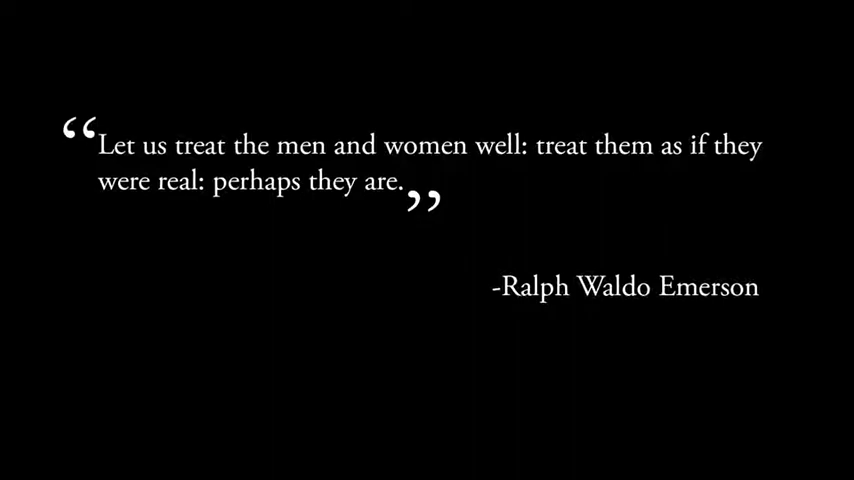 “Let us treat the men and women well: treat them as if they
were real: perhaps they are.”
-Ralph Waldo Emerson